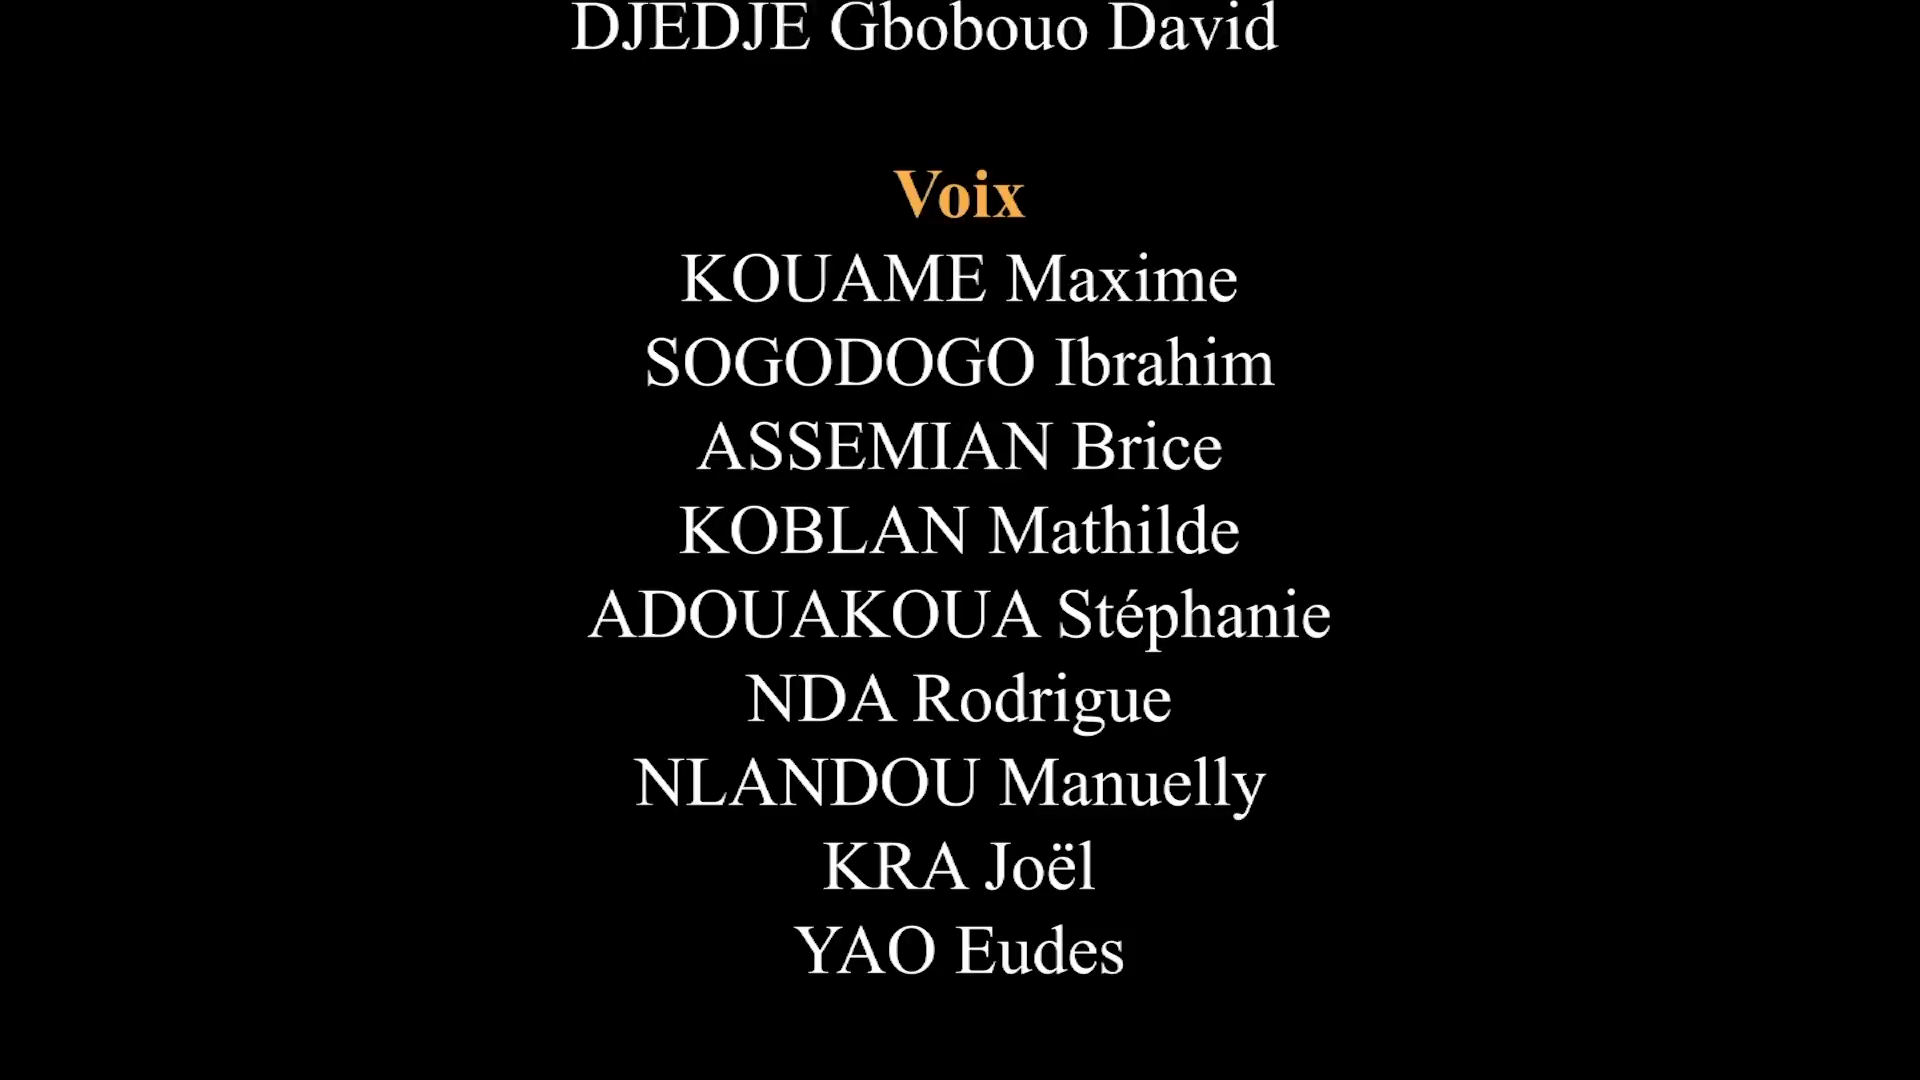 DJEDJE Gbobouo David
Voix
KOUAME Maxime
SOGODOGO Ibrahim
ASSEMIAN Brice
KOBLAN Mathilde
ADOUAKOUA Stéphanie
NDA Rodrigue
NLANDOU Manuelly
KRA Joël
YAO Eudes